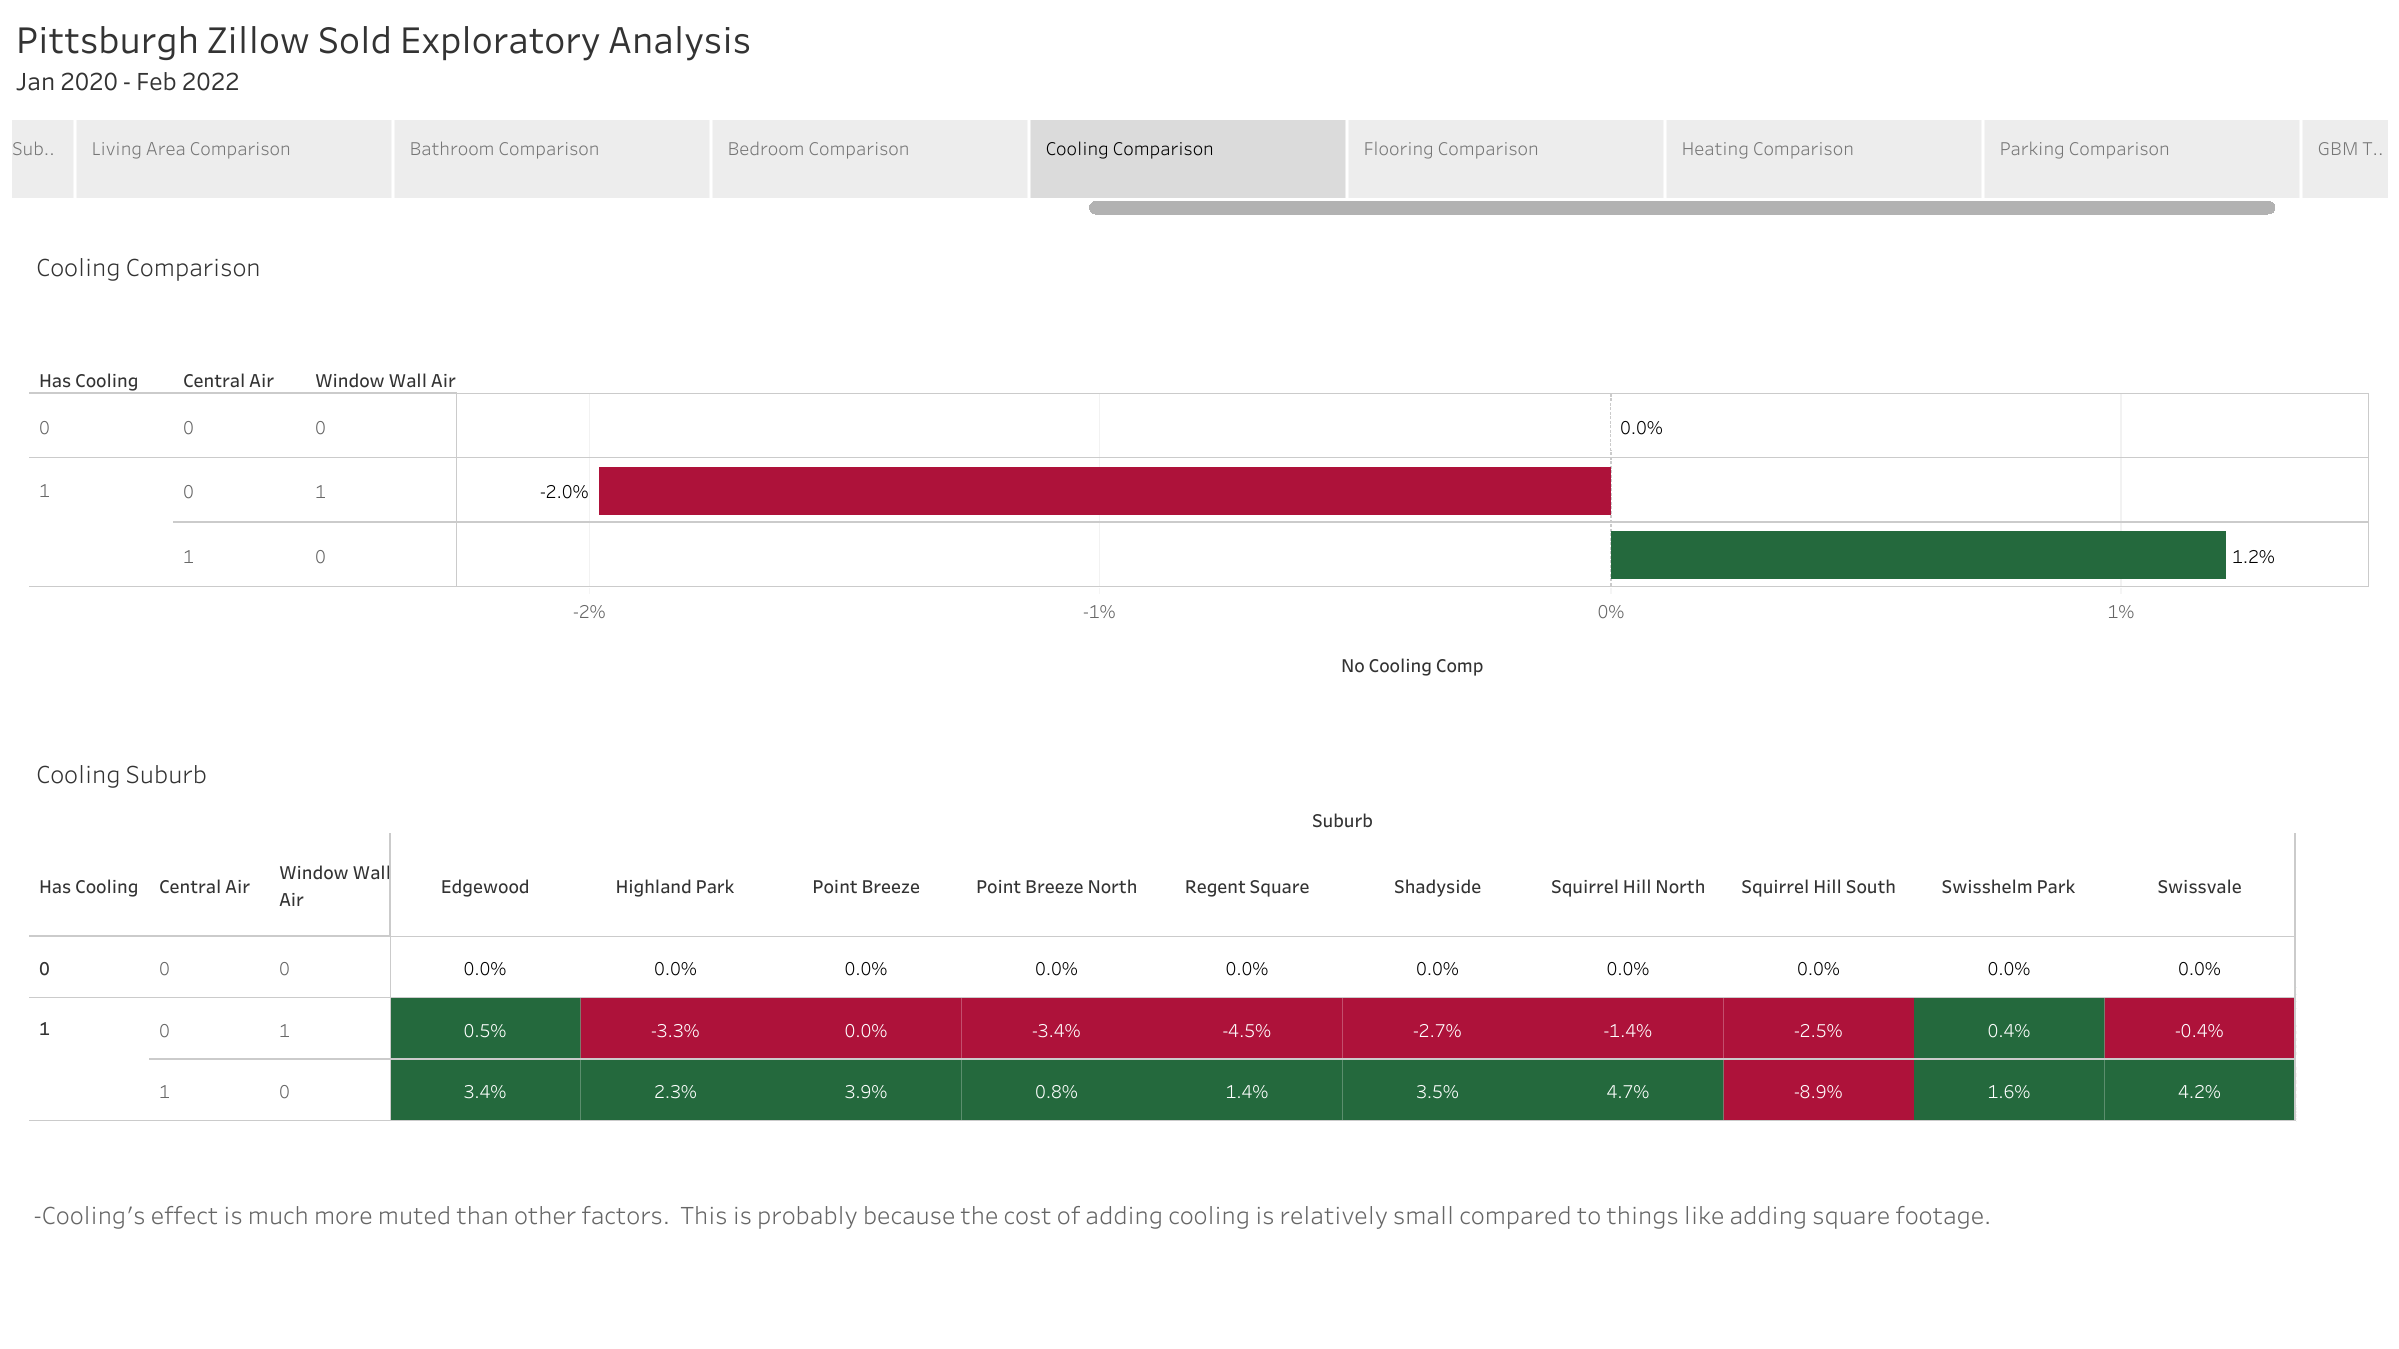 Pittsburgh Zillow Sold Exploratory Analysis
Jan 2020 - Feb 2022
Sub.. Living Area Comparison Bathroom Comparison Bedroom Comparison Cooling Comparison Flooring Comparison Heating Comparison Parking Comparison GBM T..
Cooling Comparison
Has Cooling Central Air Window Wall Air
0 0 0 0.0%
1 0 1 -2.0%
1 0 1.2%
-2% -1% 0% 1%
No Cooling Comp
Cooling Suburb
Suburb
Has Cooling Central Air Window Wall Air Edgewood Highland Park Point Breeze Point Breeze North Regent Square Shadyside Squirrel Hill North Squirrel Hill South Swisshelm Park Swissvale
0 0 0 0.0% 0.0% 0.0% 0.0% 0.0% 0.0% 0.0% 0.0% 0.0% 0.0%
1 0 1 0.5% -3.3% 0.0% -3.4% -4.5% -2.7% -1.4% -2.5% 0.4% -0.4%
1 0 3.4% 2.3% 3.9% 0.8% 1.4% 3.5% 4.7% -8.9% 1.6% 4.2%
-Cooling's effect is much more muted than other factors.  This is probably because the cost of adding cooling is relatively small compared to things like adding square footage.